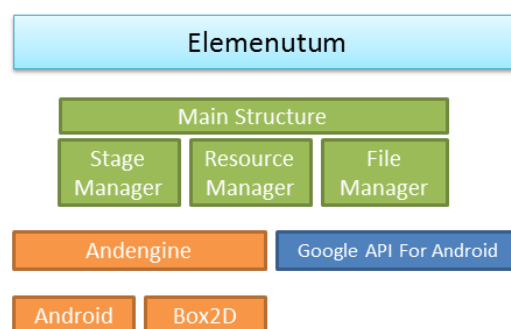 Elemenutum
Main Structure
Stage Manager
Resource Manager
File Manager
Andengine
Google API For Android
Android
Box2D